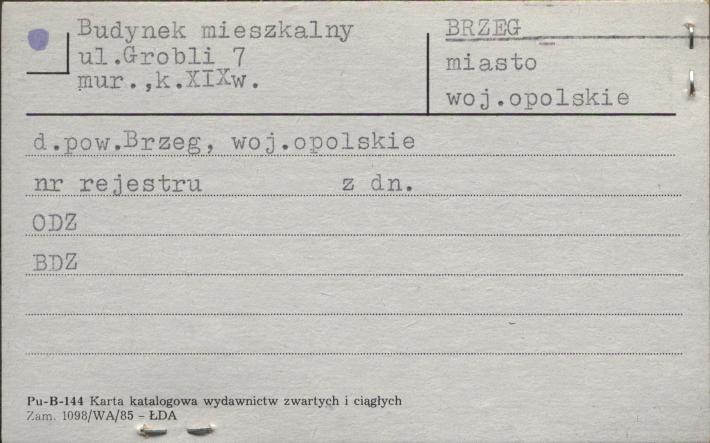 Budynek mieszkalny
ul.Grobli 7
mur.,k.XIXw.
BRZEG
miasto
woj.opolskie
d.pow.Brzeg, woj.opolskie
nr rejestru z dn.
ODZ
BDZ
Pu-B-144 Karta katalogowa wydawnictw zwartych i ciągłych
Zam. 1098/WA/85 – ŁDA